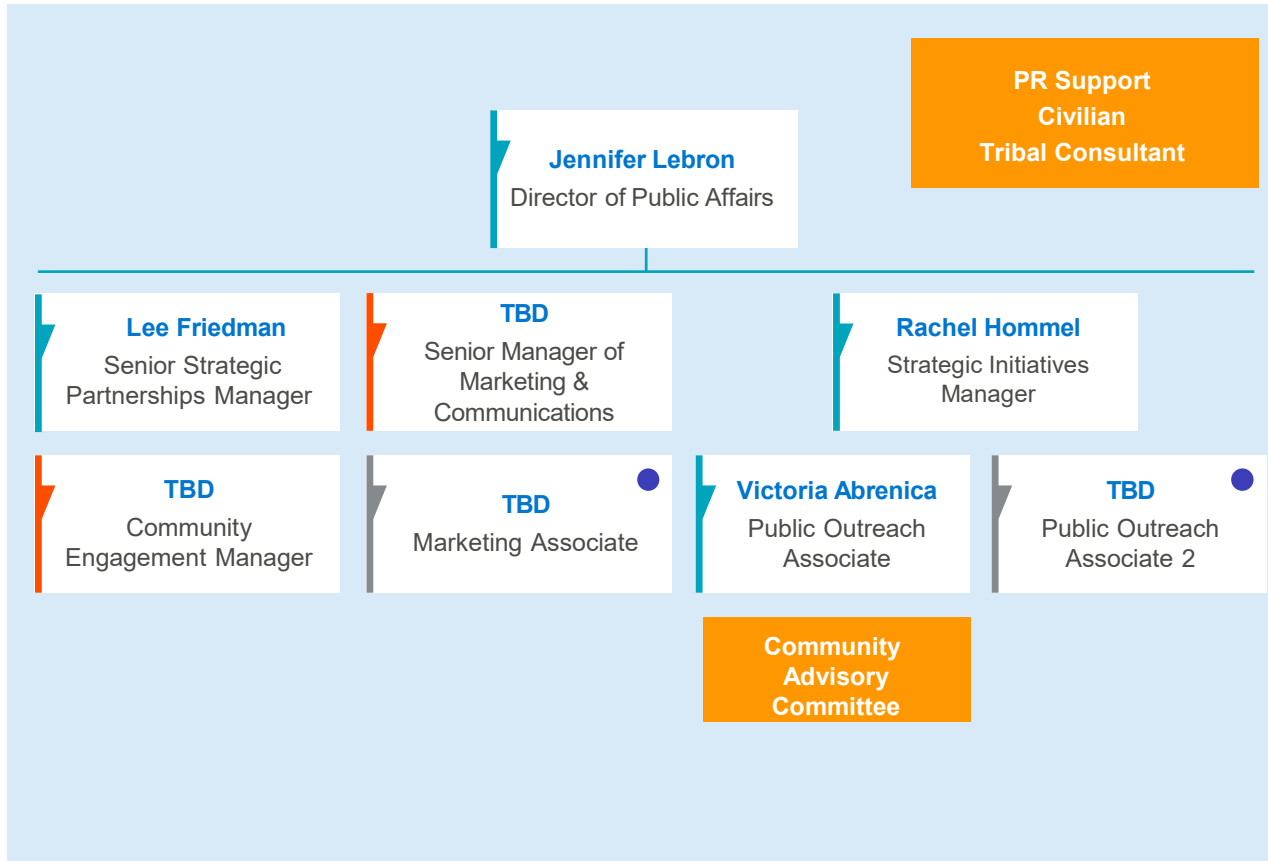 PR Support
Civilian
Tribal Consultant
Jennifer Lebron
Director of Public Affairs
Lee Friedman
Senior Strategic
Partnerships Manager
TBD
Senior Manager of
Marketing &
Communications
Rachel Hommel
Strategic Initiatives
Manager
TBD
Community
Engagement Manager
TBD
Marketing Associate
Victoria Abrenica
Public Outreach
Associate
TBD
Public Outreach
Associate 2
Community
Advisory
Committee